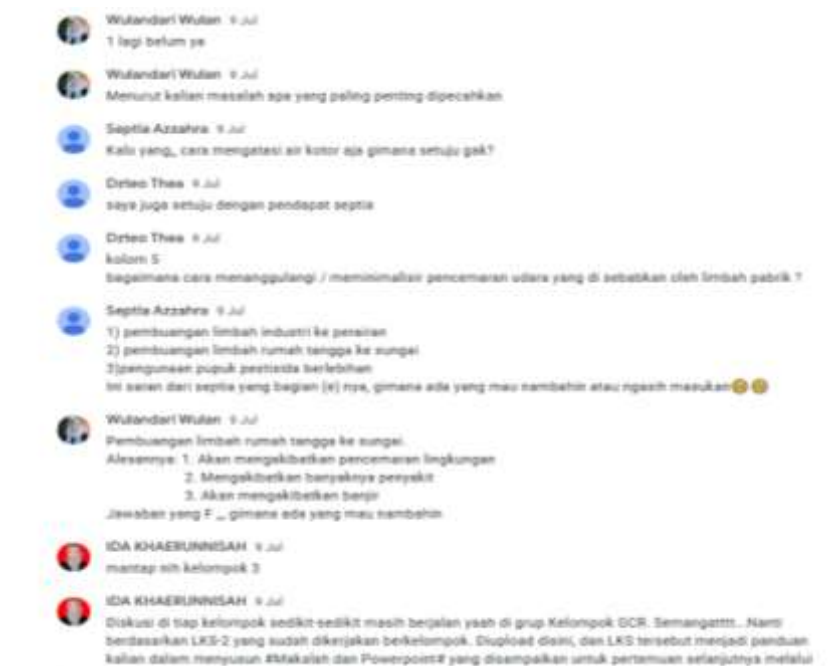 Wulandari Wulan 9 Jul
1 lagi belum ya
Wulandari Wulan 9 Jul
Menurut kalian masalah apa yang paling penting dipecahkan
Septia Azzahra 9 Jul
Kalo yang,, cara mengatasi air kotor aja gimana setuju gak?
Dzteo Thea 9 Jul
saya juga setuju dengan pendapat septia
Dzteo Thea 9 Jul
kolom 5
bagaimana cara menanggulangi / meminimalisir pencemaran udara yang di sebabkan oleh limbah pabrik ?
Septia Azzahra 9 Jul
1) pembuangan limbah industri ke perairan
2) pembuangan limbah rumah tangga ke sungai
3)pengunaan pupuk pestisida berlebihan
Ini saran dari septia yang bagian (e) nya, gimana ada yang mau nambahin atau ngasih masukan
Wulandari Wulan 9 Jul
Pembuangan limbah rumah tangga ke sungai.
Alesannya: 1. Akan mengakibatkan pencemaran lingkungan
2. Mengakibatkan banyaknya penyakit
3. Akan mengakibatkan banjir
Jawaban yang F ,, gimana ada yang mau nambahin
IDA KHAERUNNISAH 9 Jul
mantap nih kelompok 3
IDA KHAERUNNISAH 9 Jul
Diskusi di tiap kelompok sedikit-sedikit masih berjalan yaah di grup Kelompok GCR. Semangatttt...Nanti
berdasarkan LKS-2 yang sudah dikerjakan berkelompok. Diupload disini, dan LKS tersebut menjadi panduan
kalian dalam menyusun #Makalah dan Powerpoint# yang disampaikan untuk pertemuan selanjutnya melalui